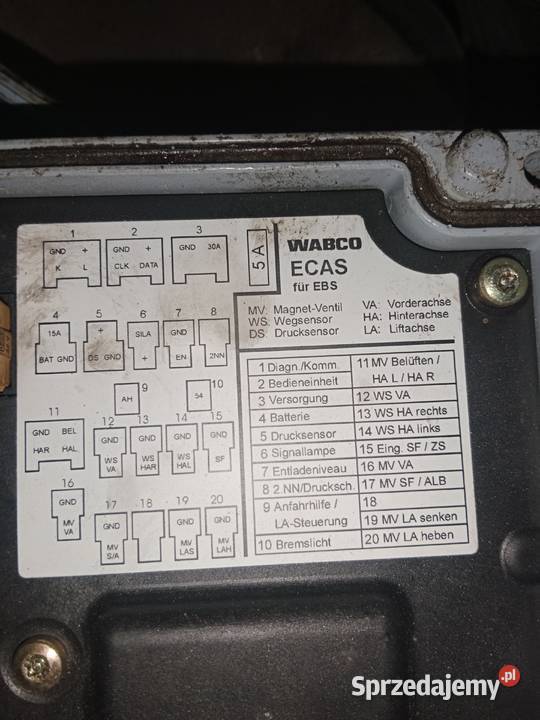 1
GND +
K L
2
GND +
CLK DATA
3
GND 30A
5A
WABCO
ECAS
für EBS
MV: Magnet-Ventil
WS: Wegsensor
DS: Drucksensor
VA: Vorderachse
HA: Hinterachse
LA: Liftachse
4
15A
BAT GND
5
+
DS GND
6
SILA
+
7
GND
EN
8
2NN
9
AH
10
54
11
GND BEL
HAR HAL
12
GND
WS
VA
13
GND
WS
HAR
14
GND
WS
HAL
15
GND
SF
16
GND
MV
VA
17
GND
MV
S/A
18
19
GND
MV
LAS
20
GND
MV
LAH
1 Diagn./Komm.
2 Bedieneinheit
3 Versorgung
4 Batterie
5 Drucksensor
6 Signallampe
7 Entladeniveau
8 2.NN/Drucksch.
9 Anfahrhilfe /
LA-Steuerung
10 Bremslicht
11 MV Belüften /
HA L / HA R
12 WS VA
13 WS HA rechts
14 WS HA links
15 Eing. SF / ZS
16 MV VA
17 MV SF / ALB
18
19 MV LA senken
20 MV LA heben
Sprzedajemy.pl